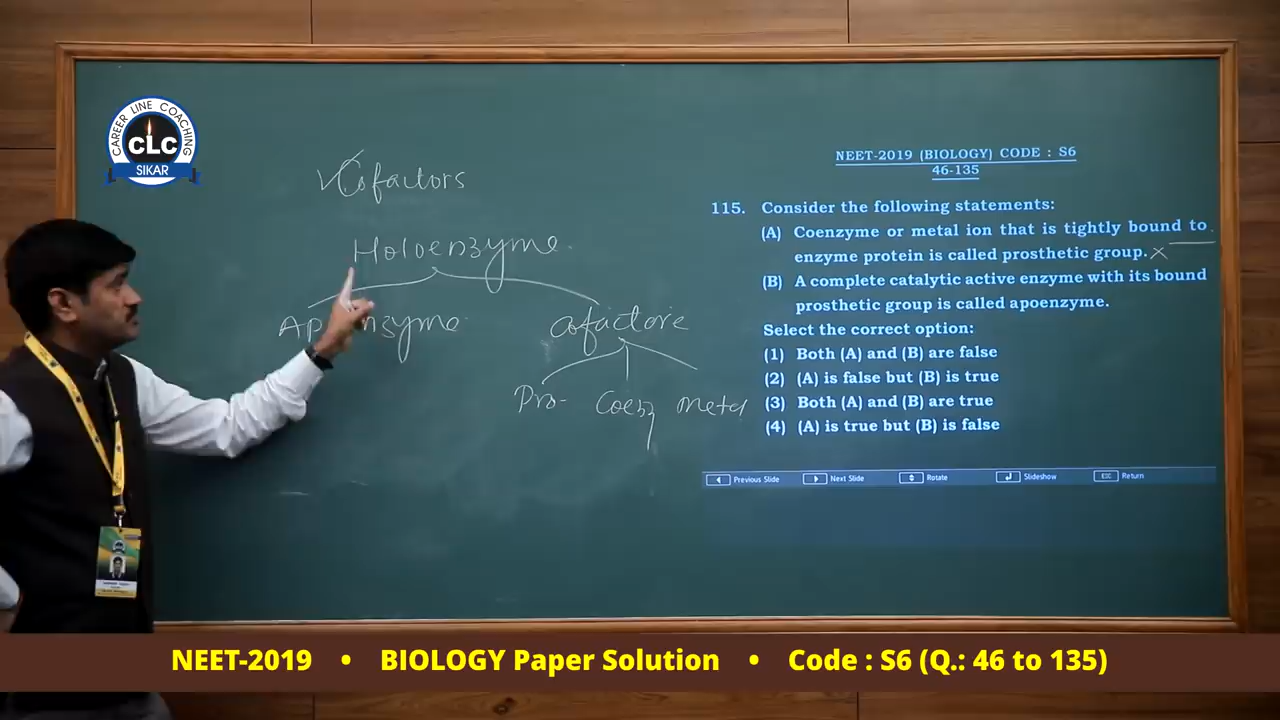 CAREER LINE COACHING
CLC
SIKAR
Cofactors
Holoenzyme.
cofactore
Pro- Coenz Metal
NEET-2019 (BIOLOGY) CODE : S6
46-135
115. Consider the following statements:
(A) Coenzyme or metal ion that is tightly bound to
enzyme protein is called prosthetic group. ×
(B) A complete catalytic active enzyme with its bound
prosthetic group is called apoenzyme.
Select the correct option:
(1) Both (A) and (B) are false
(2) (A) is false but (B) is true
(3) Both (A) and (B) are true
(4) (A) is true but (B) is false
Previous Slide Next Slide Rotate Slideshow ESC Return
NEET-2019 • BIOLOGY Paper Solution • Code : S6 (Q.: 46 to 135)